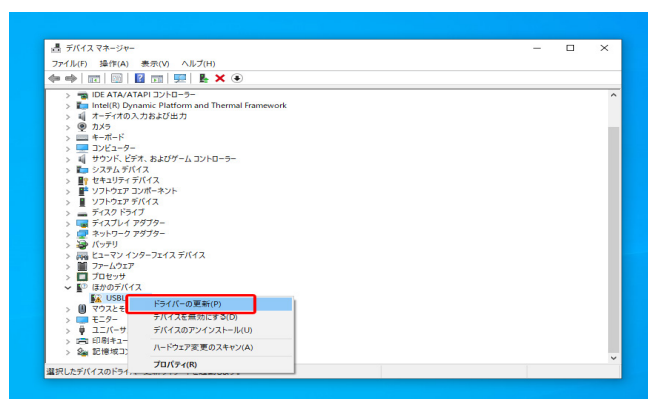 デバイス マネージャー
ファイル(F) 操作(A) 表示(V) ヘルプ(H)
IDE ATA/ATAPI コントローラー
Intel(R) Dynamic Platform and Thermal Framework
オーディオの入力および出力
カメラ
キーボード
コンピューター
サウンド、ビデオ、およびゲーム コントローラー
システム デバイス
セキュリティ デバイス
ソフトウェア コンポーネント
ソフトウェア デバイス
ディスク ドライブ
ディスプレイ アダプター
ネットワーク アダプター
バッテリ
ヒューマン インターフェイス デバイス
ファームウェア
プロセッサ
ほかのデバイス
USBL
ドライバーの更新(P)
マウスとモ
デバイスを無効にする(D)
モニター
ユニバーサ
デバイスのアンインストール(U)
印刷キュー
ハードウェア変更のスキャン(A)
記憶域コ
プロパティ(R)
選択したデバイスのドライ